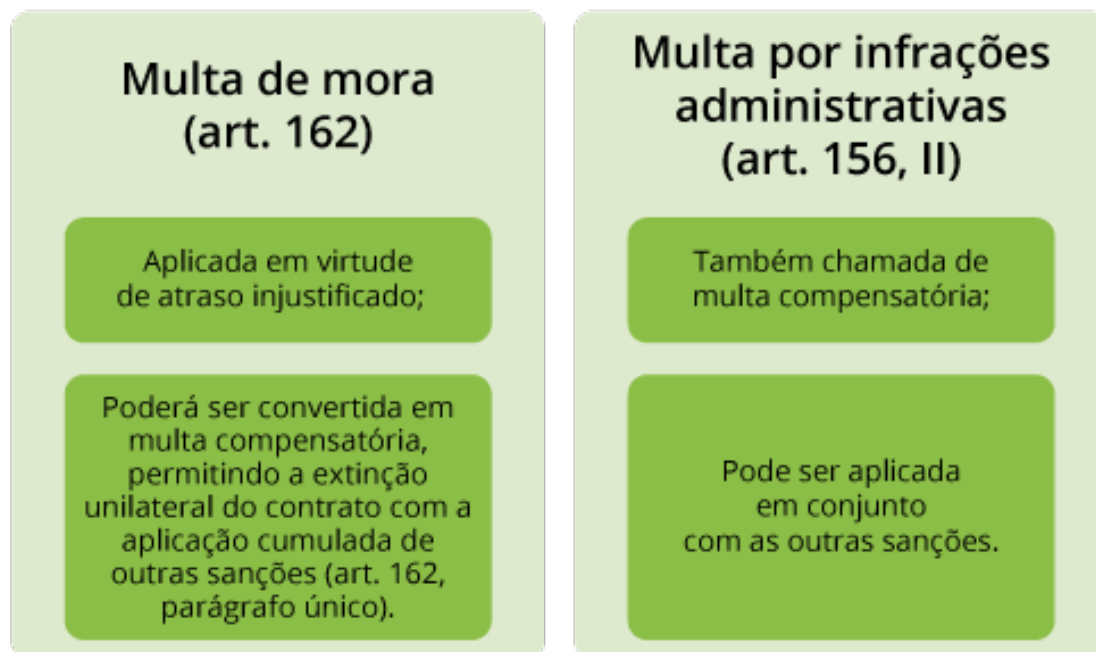 Multa de mora
(art. 162)
Aplicada em virtude
de atraso injustificado;
Poderá ser convertida em
multa compensatória,
permitindo a extinção
unilateral do contrato com a
aplicação cumulada de
outras sanções (art. 162,
parágrafo único).
Multa por infrações
administrativas
(art. 156, II)
Também chamada de
multa compensatória;
Pode ser aplicada
em conjunto
com as outras sanções.